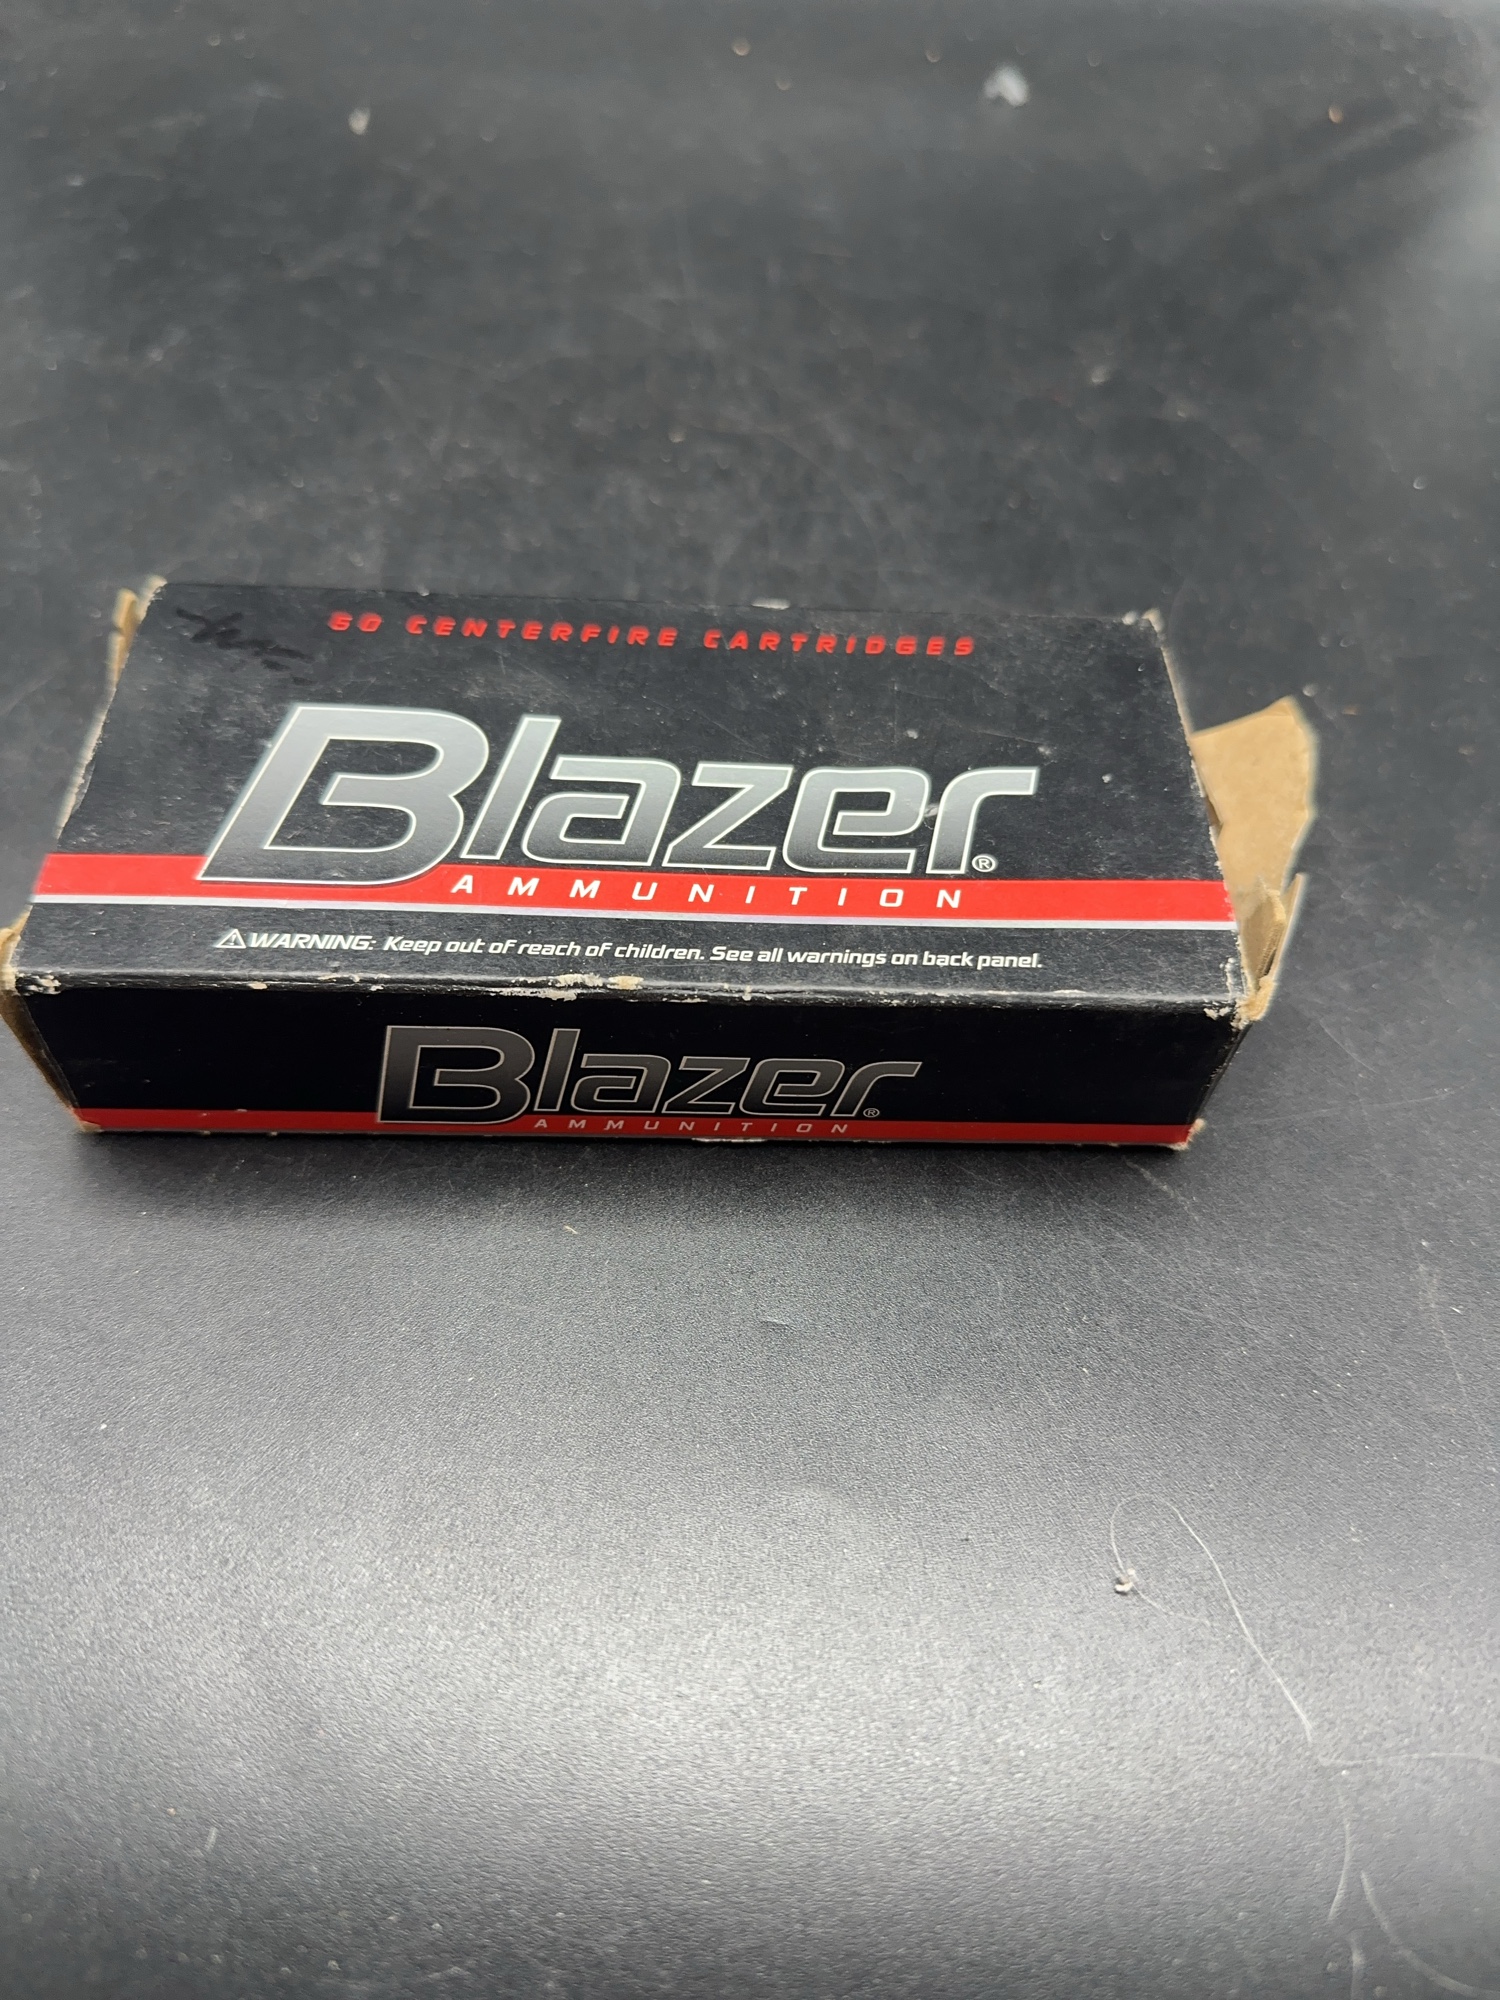 50 CENTERFIRE CARTRIDGES
Blazer®
AMMUNITION
WARNING: Keep out of reach of children. See all warnings on back panel.
Blazer®
AMMUNITION